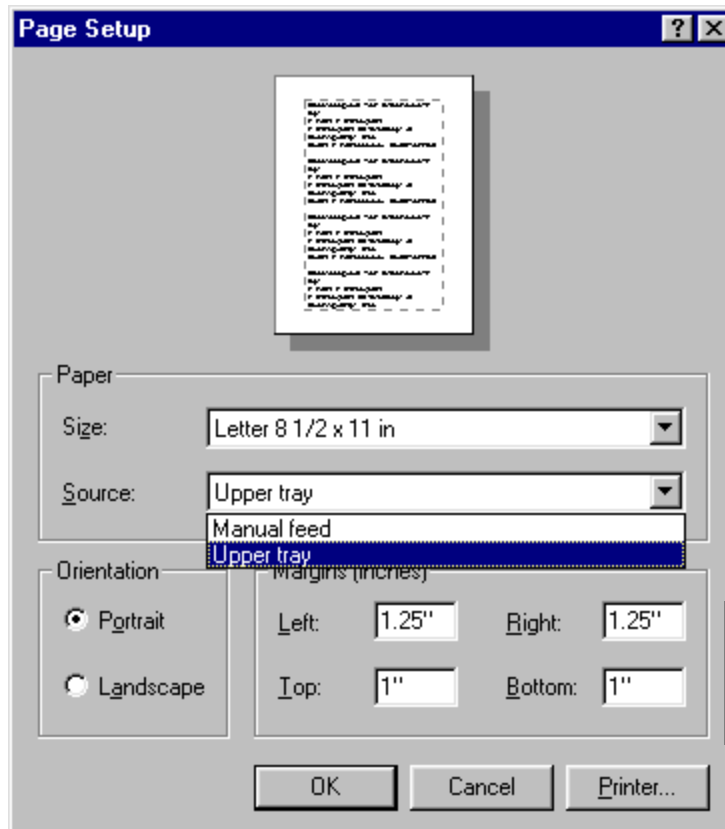 Page Setup
Paper
Size:
Letter 8 1/2 x 11 in
Source:
Upper tray
Manual feed
Upper tray
Orientation
Portrait
Landscape
Margins (inches)
Left:
1.25"
Right:
1.25"
Top:
1"
Bottom:
1"
OK
Cancel
Printer...